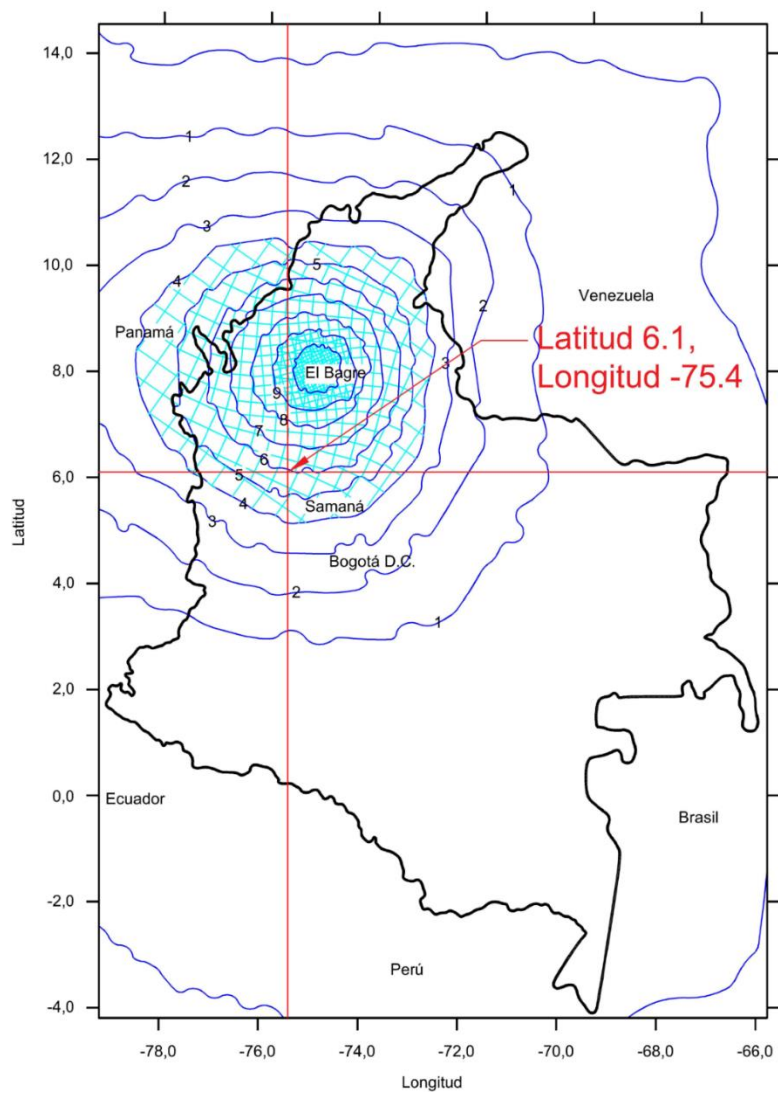 14,0
12,0
10,0
8,0
6,0
4,0
2,0
0,0
-2,0
-4,0
Latitud
1
2
3
4
5
1
Venezuela
2
Panamá
Latitud 6.1,
Longitud -75.4
3
El Bagre
9
8
7
6
5
4
Samaná
3
Bogotá D.C.
2
1
Ecuador
Brasil
Perú
-78,0 -76,0 -74,0 -72,0 -70,0 -68,0 -66,0
Longitud